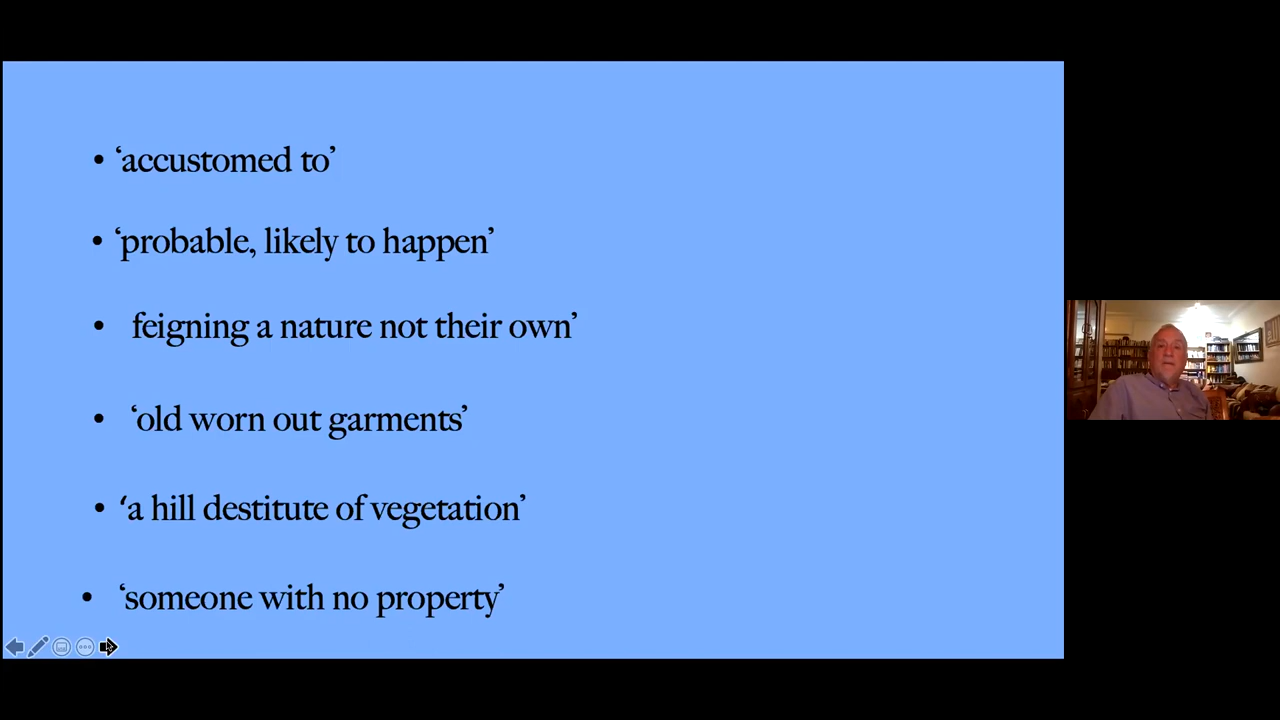 • ‘accustomed to’
• ‘probable, likely to happen’
• feigning a nature not their own’
• ‘old worn out garments’
• ‘a hill destitute of vegetation’
• ‘someone with no property’